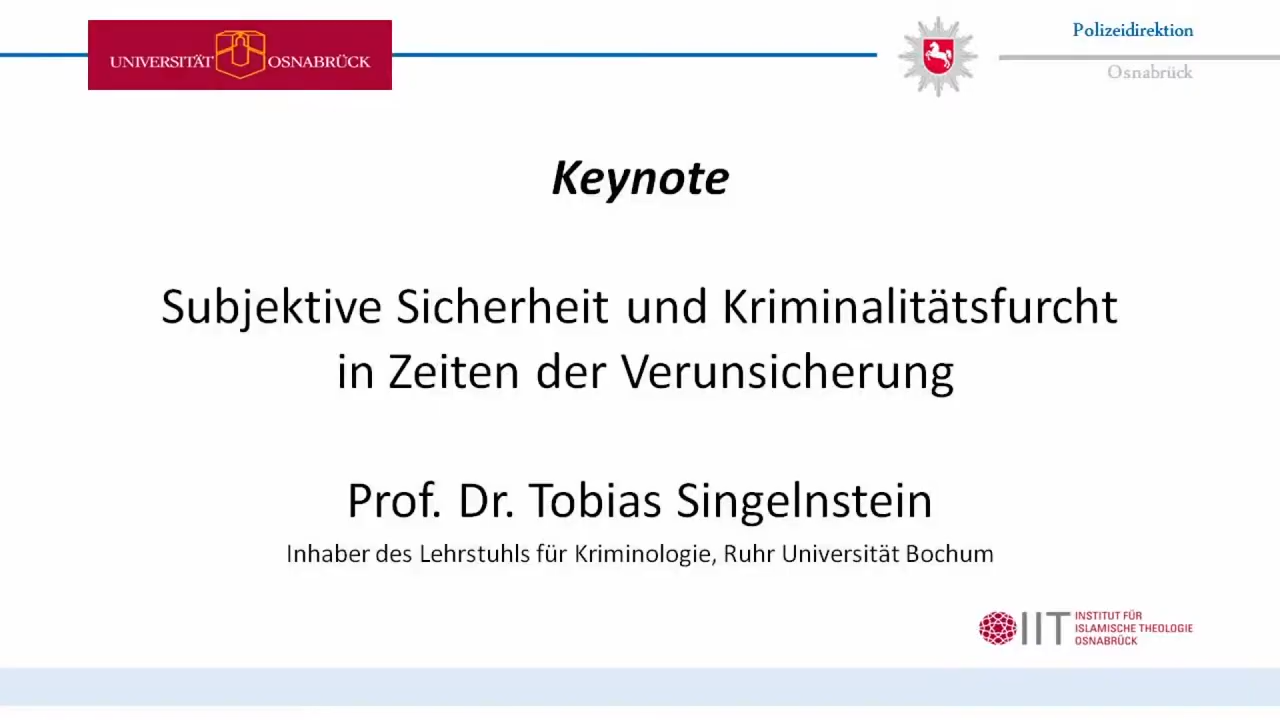 UNIVERSITÄT OSNABRÜCK
Polizeidirektion
Osnabrück
Keynote
Subjektive Sicherheit und Kriminalitätsfurcht
in Zeiten der Verunsicherung
Prof. Dr. Tobias Singelnstein
Inhaber des Lehrstuhls für Kriminologie, Ruhr Universität Bochum
IIT
INSTITUT FÜR
ISLAMISCHE THEOLOGIE
OSNABRÜCK